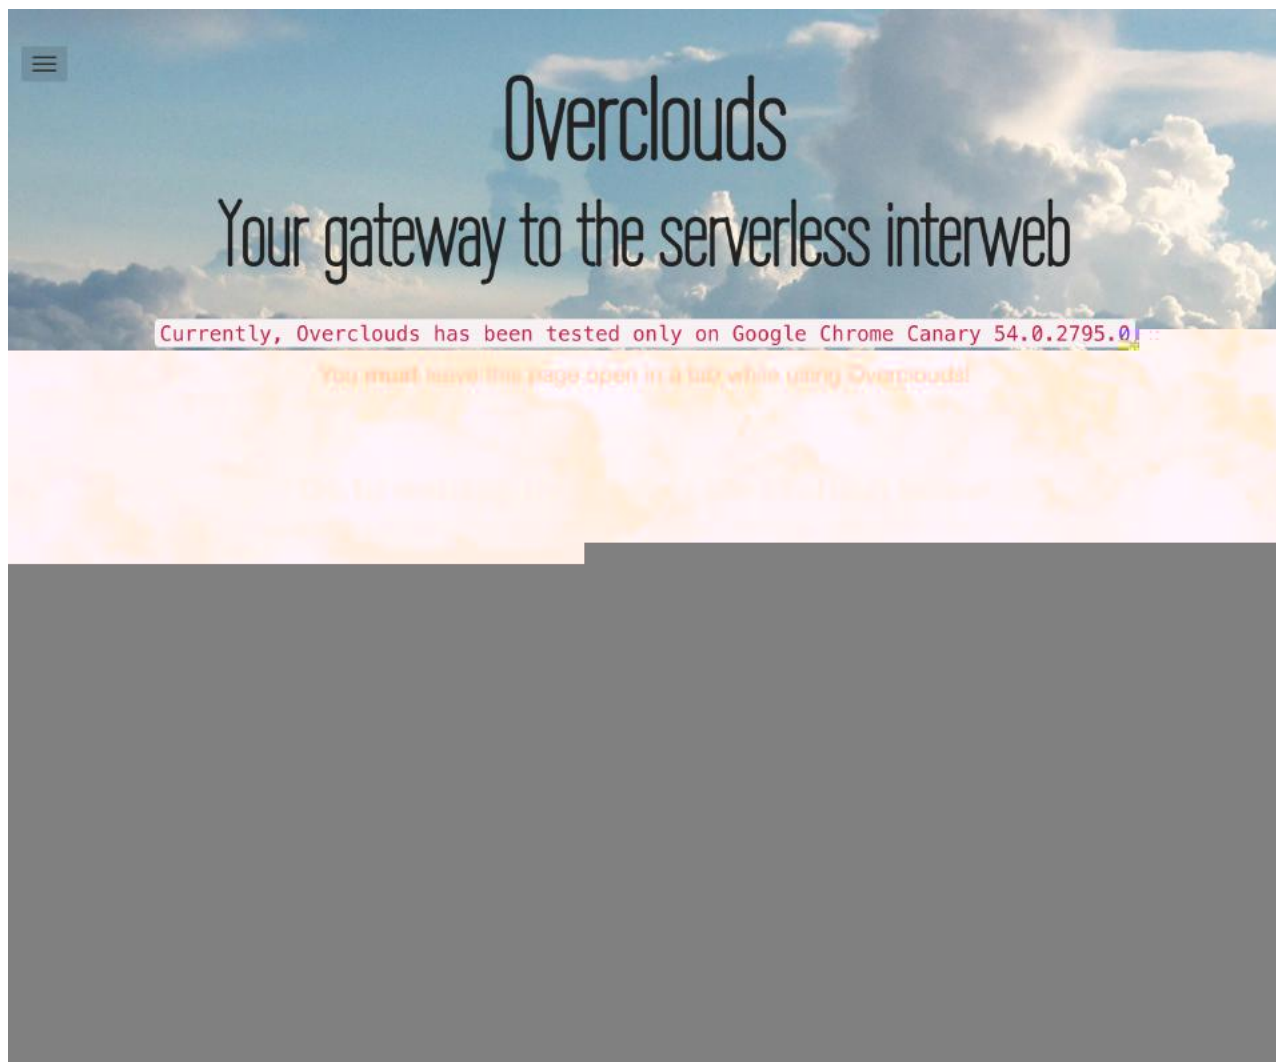 Overclouds
Your gateway to the serverless interweb
Currently, Overclouds has been tested only on Google Chrome Canary 54.0.2795.0
You must leave this page open in a tab while using Overclouds!